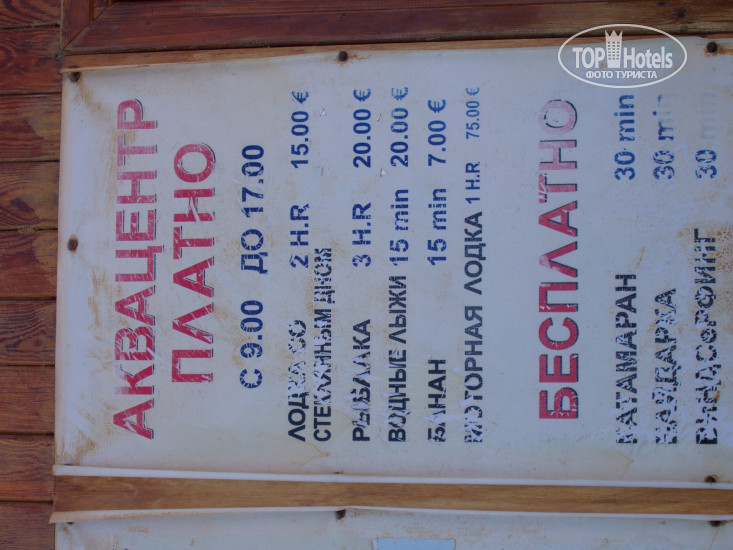 АКВАЦЕНТР
ПЛАТНО
С 9.00 ДО 17.00
ЛОДКА СО СТЕКЛЯННЫМ ДНОМ 2 H.R 15.00 €
РЫБАЛКА 3 H.R 20.00 €
ВОДНЫЕ ЛЫЖИ 15 min 20.00 €
БАНАН 15 min 7.00 €
МОТОРНАЯ ЛОДКА 1 H.R 75.00 €
БЕСПЛАТНО
КАТАМАРАН 30 min
БАЯДАРКА 30 min
ВИНДСОРФИНГ 30 min
TOP Hotels
ФОТО ТУРИСТА